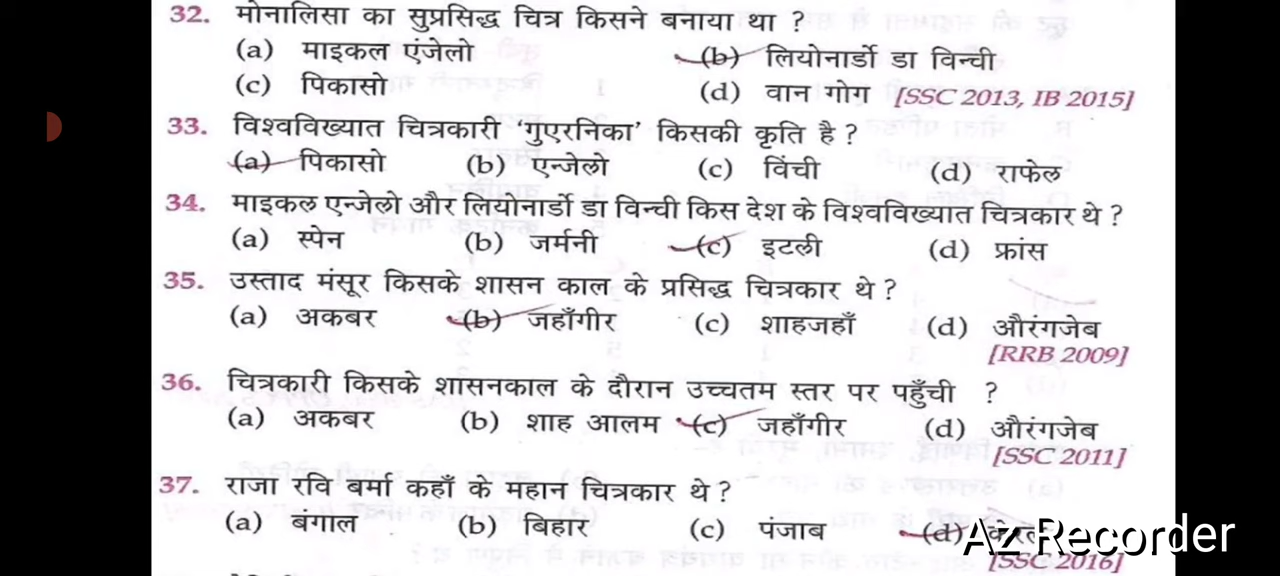 32. मोनालिसा का सुप्रसिद्ध चित्र किसने बनाया था ?
(a) माइकल एंजेलो (b) लियोनार्डो डा विन्ची
(c) पिकासो (d) वान गोग [SSC 2013, IB 2015]
33. विश्वविख्यात चित्रकारी 'गुएरनिका' किसकी कृति है ?
(a) पिकासो (b) एन्जेलो (c) विंची (d) राफेल
34. माइकल एन्जेलो और लियोनार्डो डा विन्ची किस देश के विश्वविख्यात चित्रकार थे ?
(a) स्पेन (b) जर्मनी (c) इटली (d) फ्रांस
35. उस्ताद मंसूर किसके शासन काल के प्रसिद्ध चित्रकार थे ?
(a) अकबर (b) जहाँगीर (c) शाहजहाँ (d) औरंगजेब
[RRB 2009]
36. चित्रकारी किसके शासनकाल के दौरान उच्चतम स्तर पर पहुँची ?
(a) अकबर (b) शाह आलम (c) जहाँगीर (d) औरंगजेब
[SSC 2011]
37. राजा रवि बर्मा कहाँ के महान चित्रकार थे ?
(a) बंगाल (b) बिहार (c) पंजाब (d)
Az Recorder
[SSC 2016]